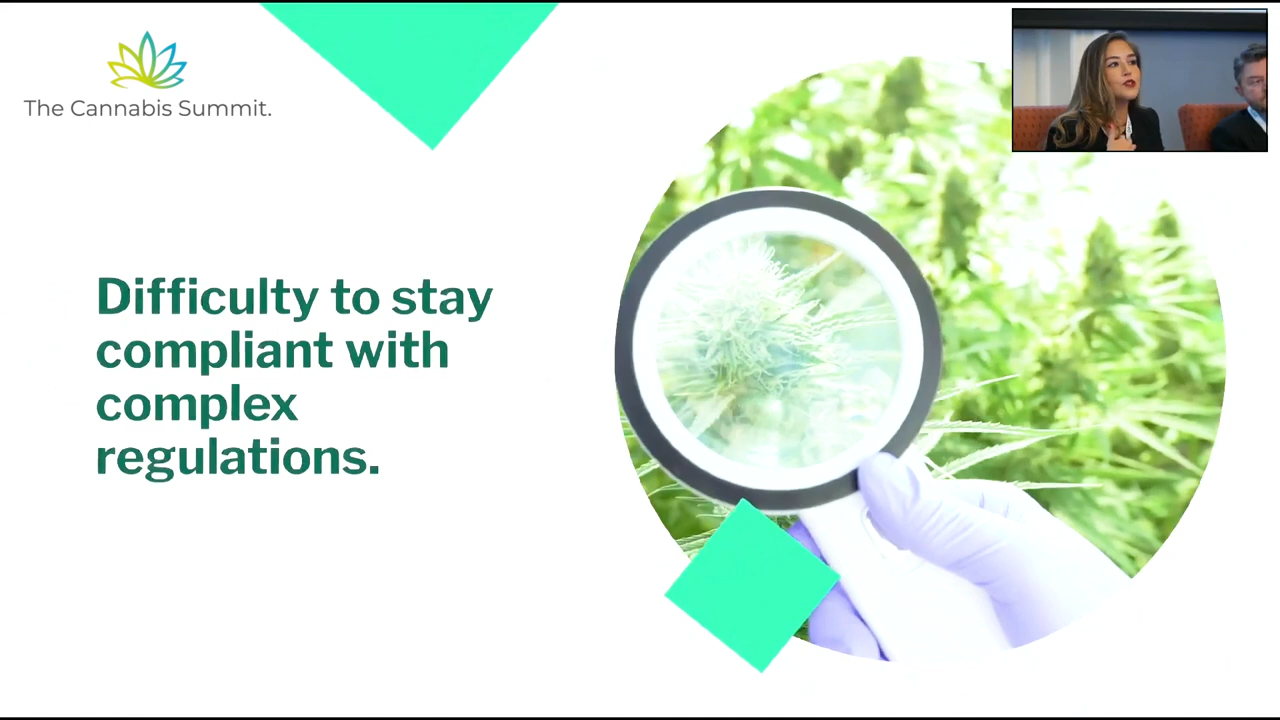 The Cannabis Summit.
Difficulty to stay
compliant with
complex
regulations.